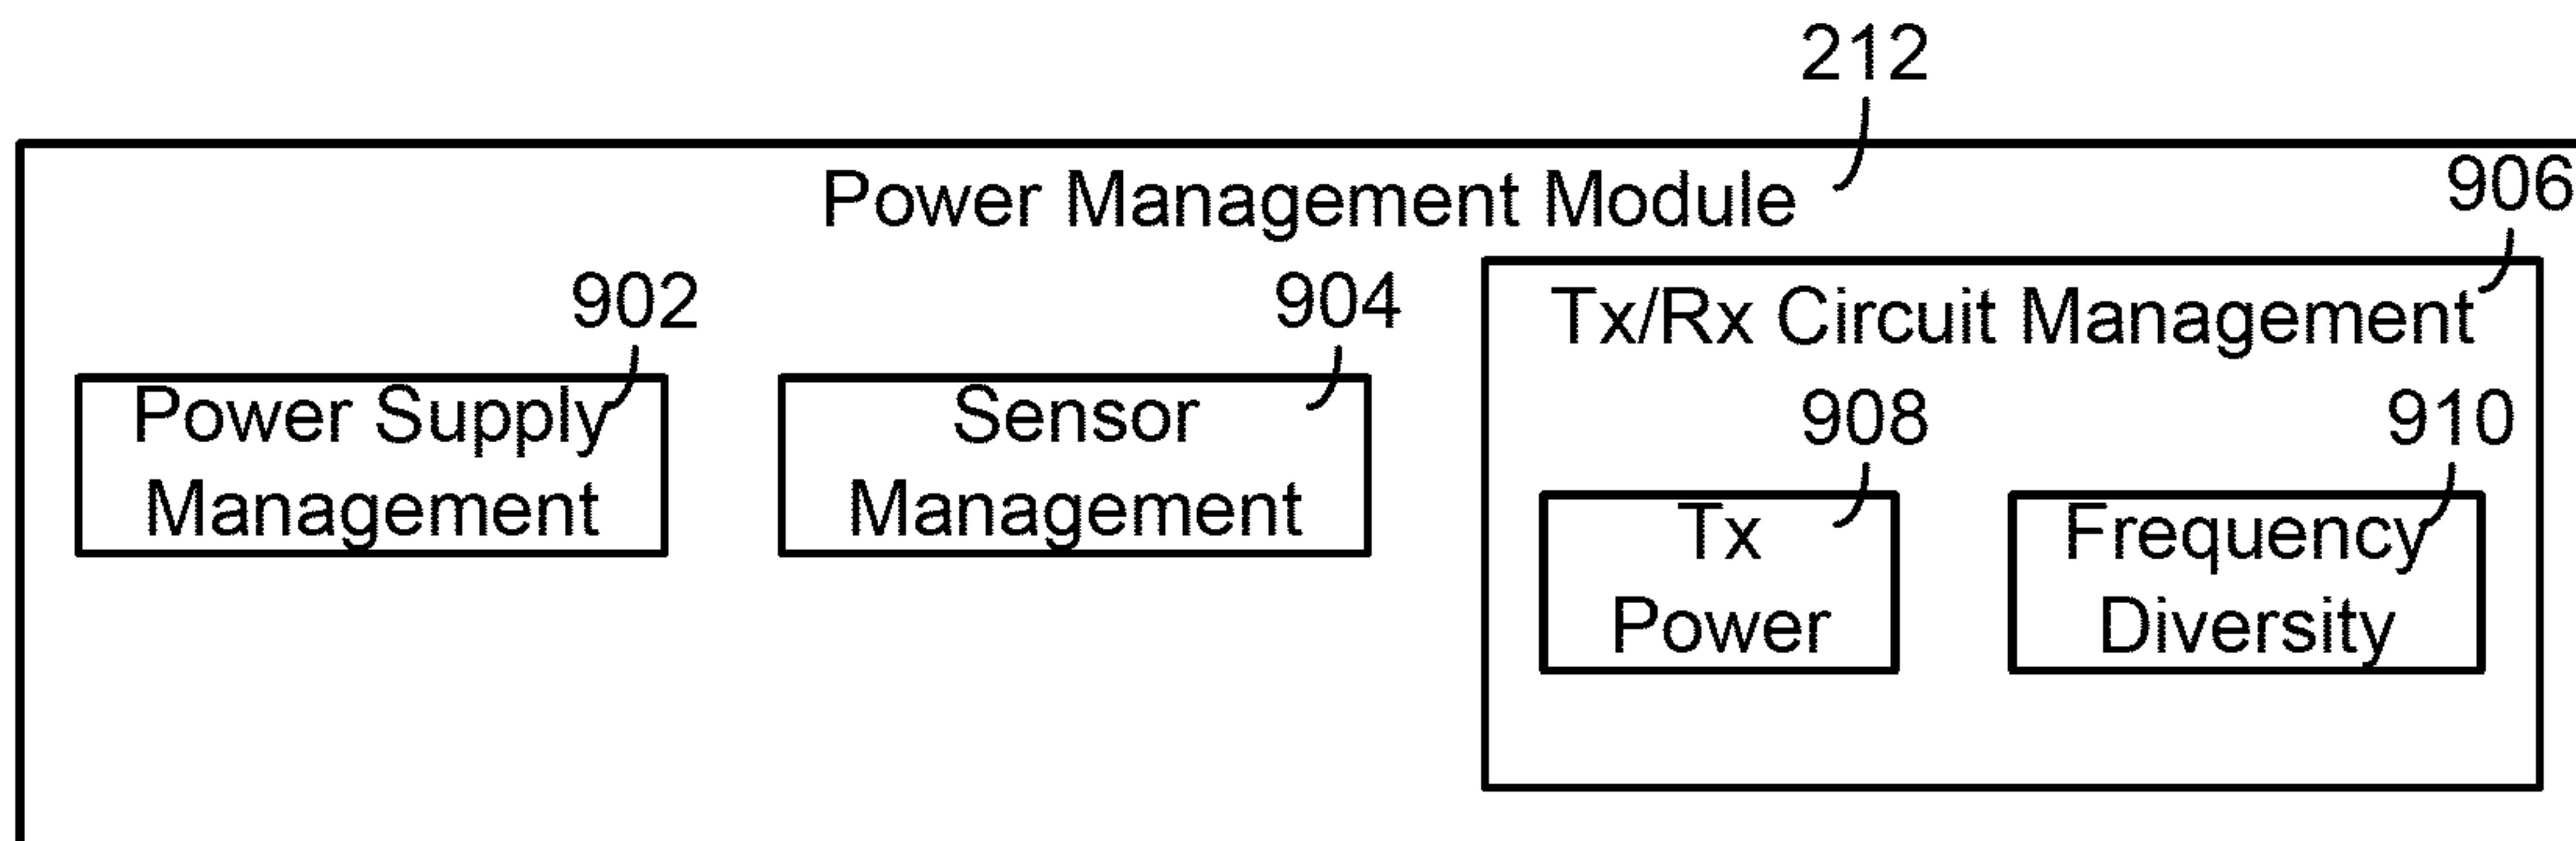 212
Power Management Module
906
902
904
Tx/Rx Circuit Management
Power Supply
Management
Sensor
Management
908
910
Tx
Power
Frequency
Diversity